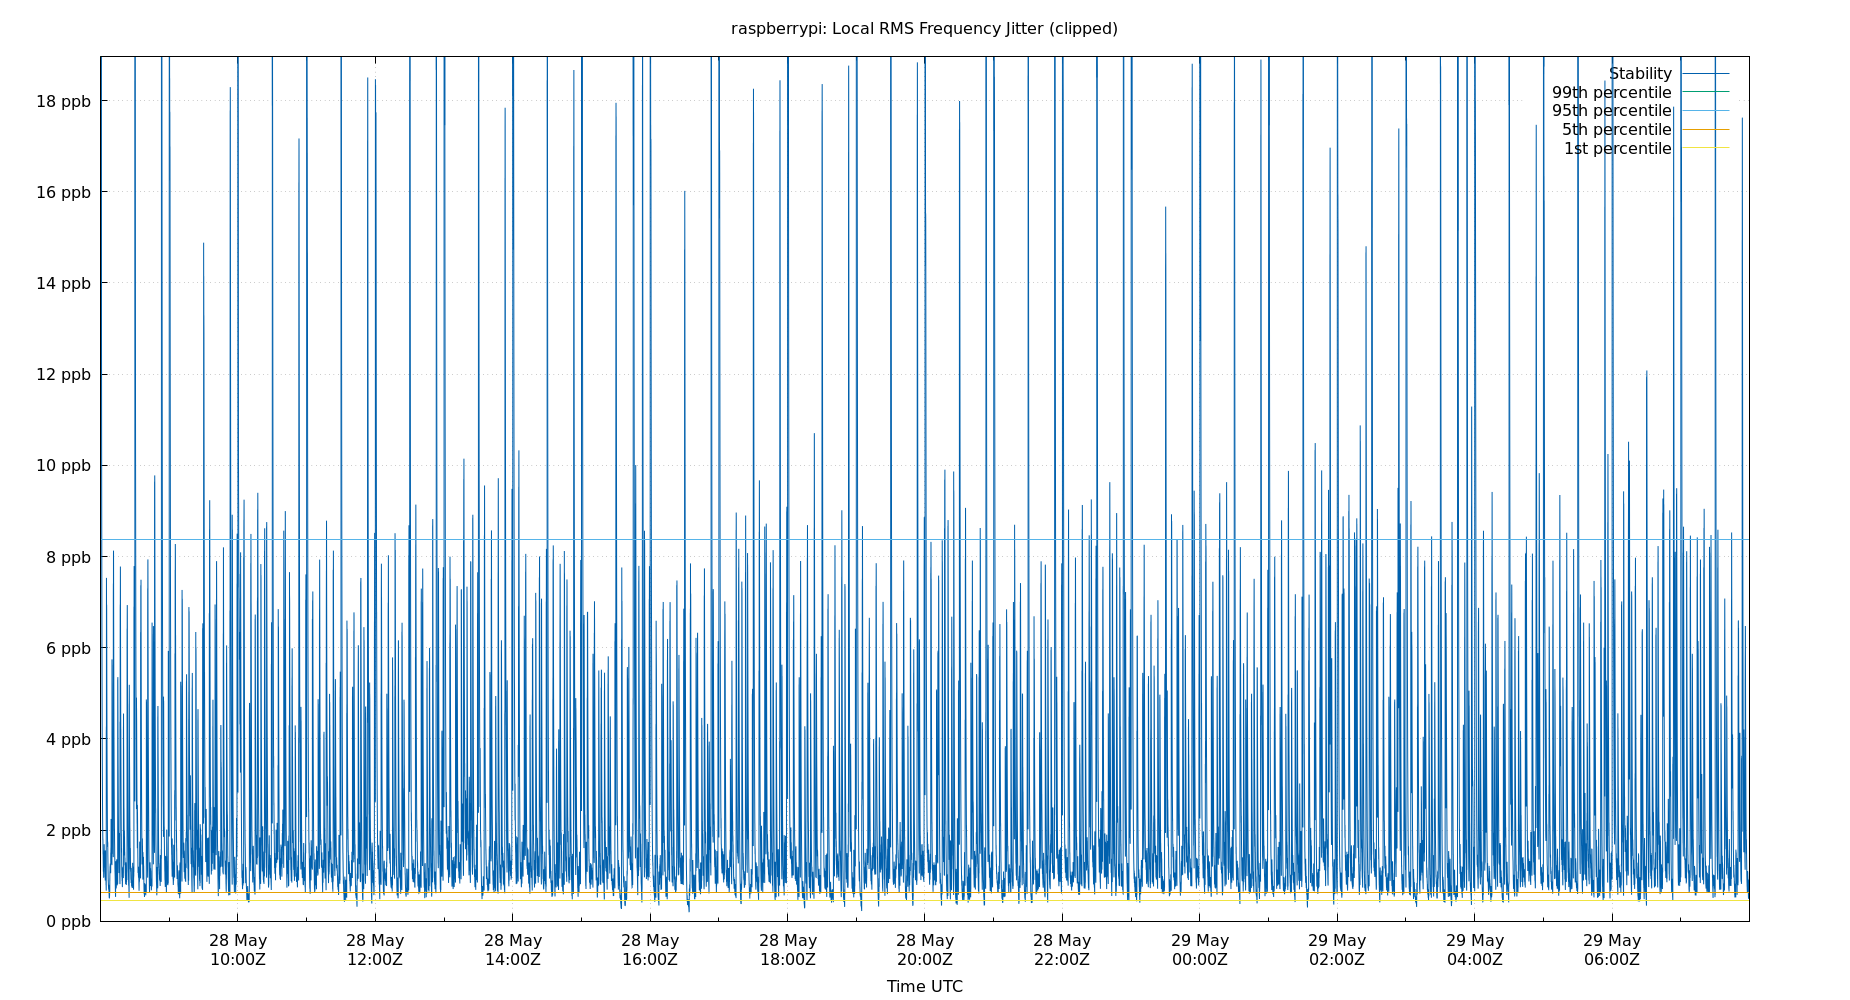 raspberrypi: Local RMS Frequency Jitter (clipped)
Stability
99th percentile
95th percentile
5th percentile
1st percentile
18 ppb
16 ppb
14 ppb
12 ppb
10 ppb
8 ppb
6 ppb
4 ppb
2 ppb
0 ppb
28 May 28 May 28 May 28 May 28 May 28 May 28 May 29 May 29 May 29 May 29 May
10:00Z 12:00Z 14:00Z 16:00Z 18:00Z 20:00Z 22:00Z 00:00Z 02:00Z 04:00Z 06:00Z
Time UTC